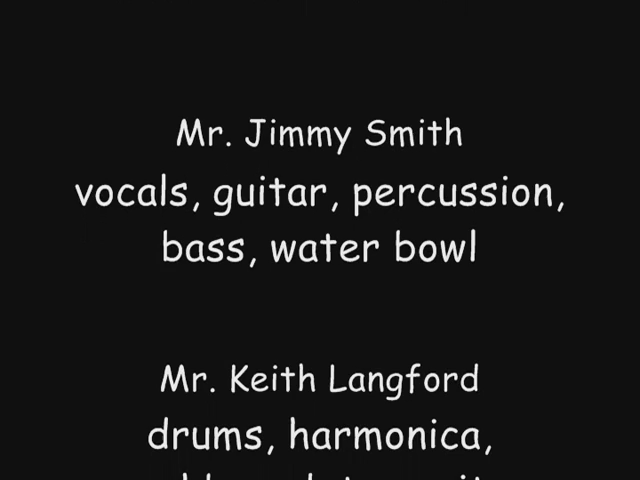 Mr. Jimmy Smith
vocals, guitar, percussion,
bass, water bowl
Mr. Keith Langford
drums, harmonica,